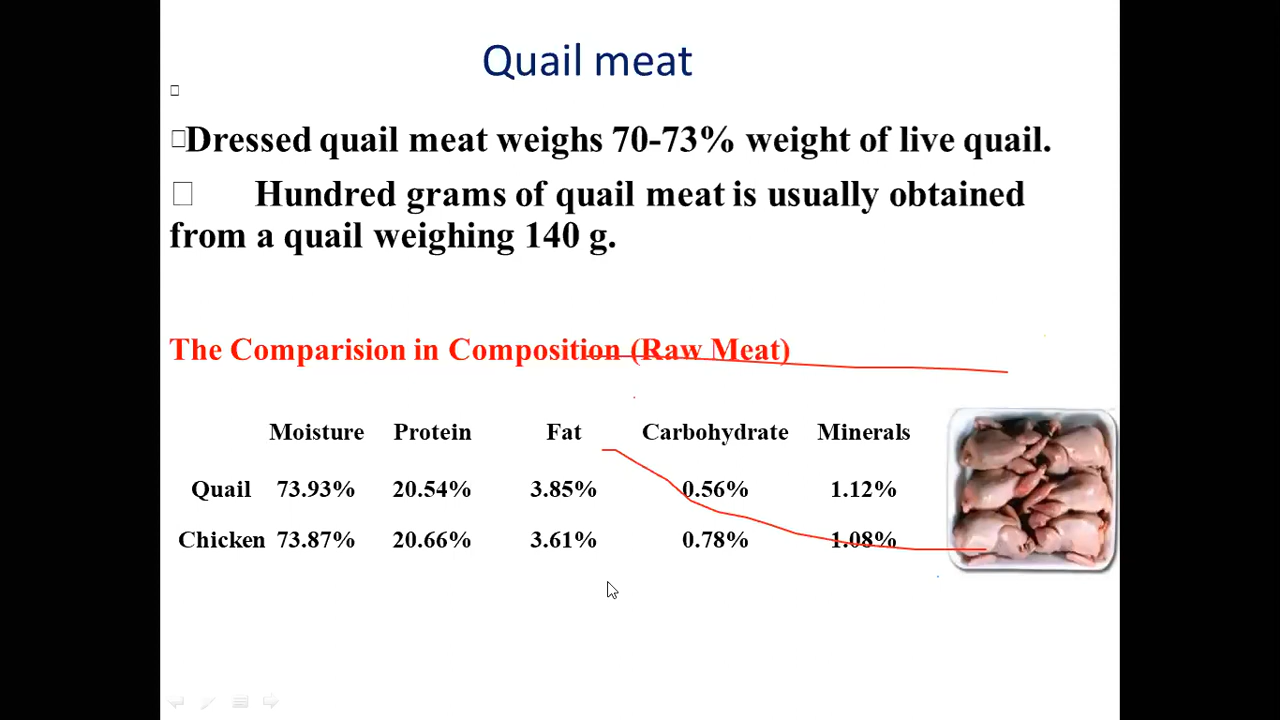 Quail meat
Dressed quail meat weighs 70-73% weight of live quail.
Hundred grams of quail meat is usually obtained
from a quail weighing 140 g.
The Comparision in Composition (Raw Meat)
Moisture Protein Fat Carbohydrate Minerals
Quail 73.93% 20.54% 3.85% 0.56% 1.12%
Chicken 73.87% 20.66% 3.61% 0.78% 1.08%